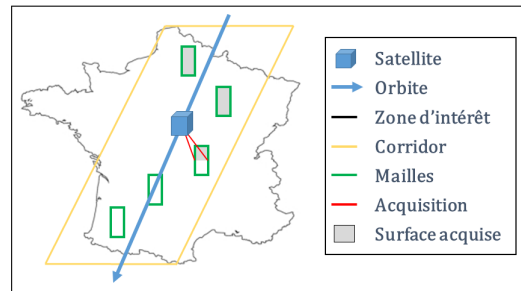 Satellite
Orbite
Zone d'intérêt
Corridor
Mailles
Acquisition
Surface acquise